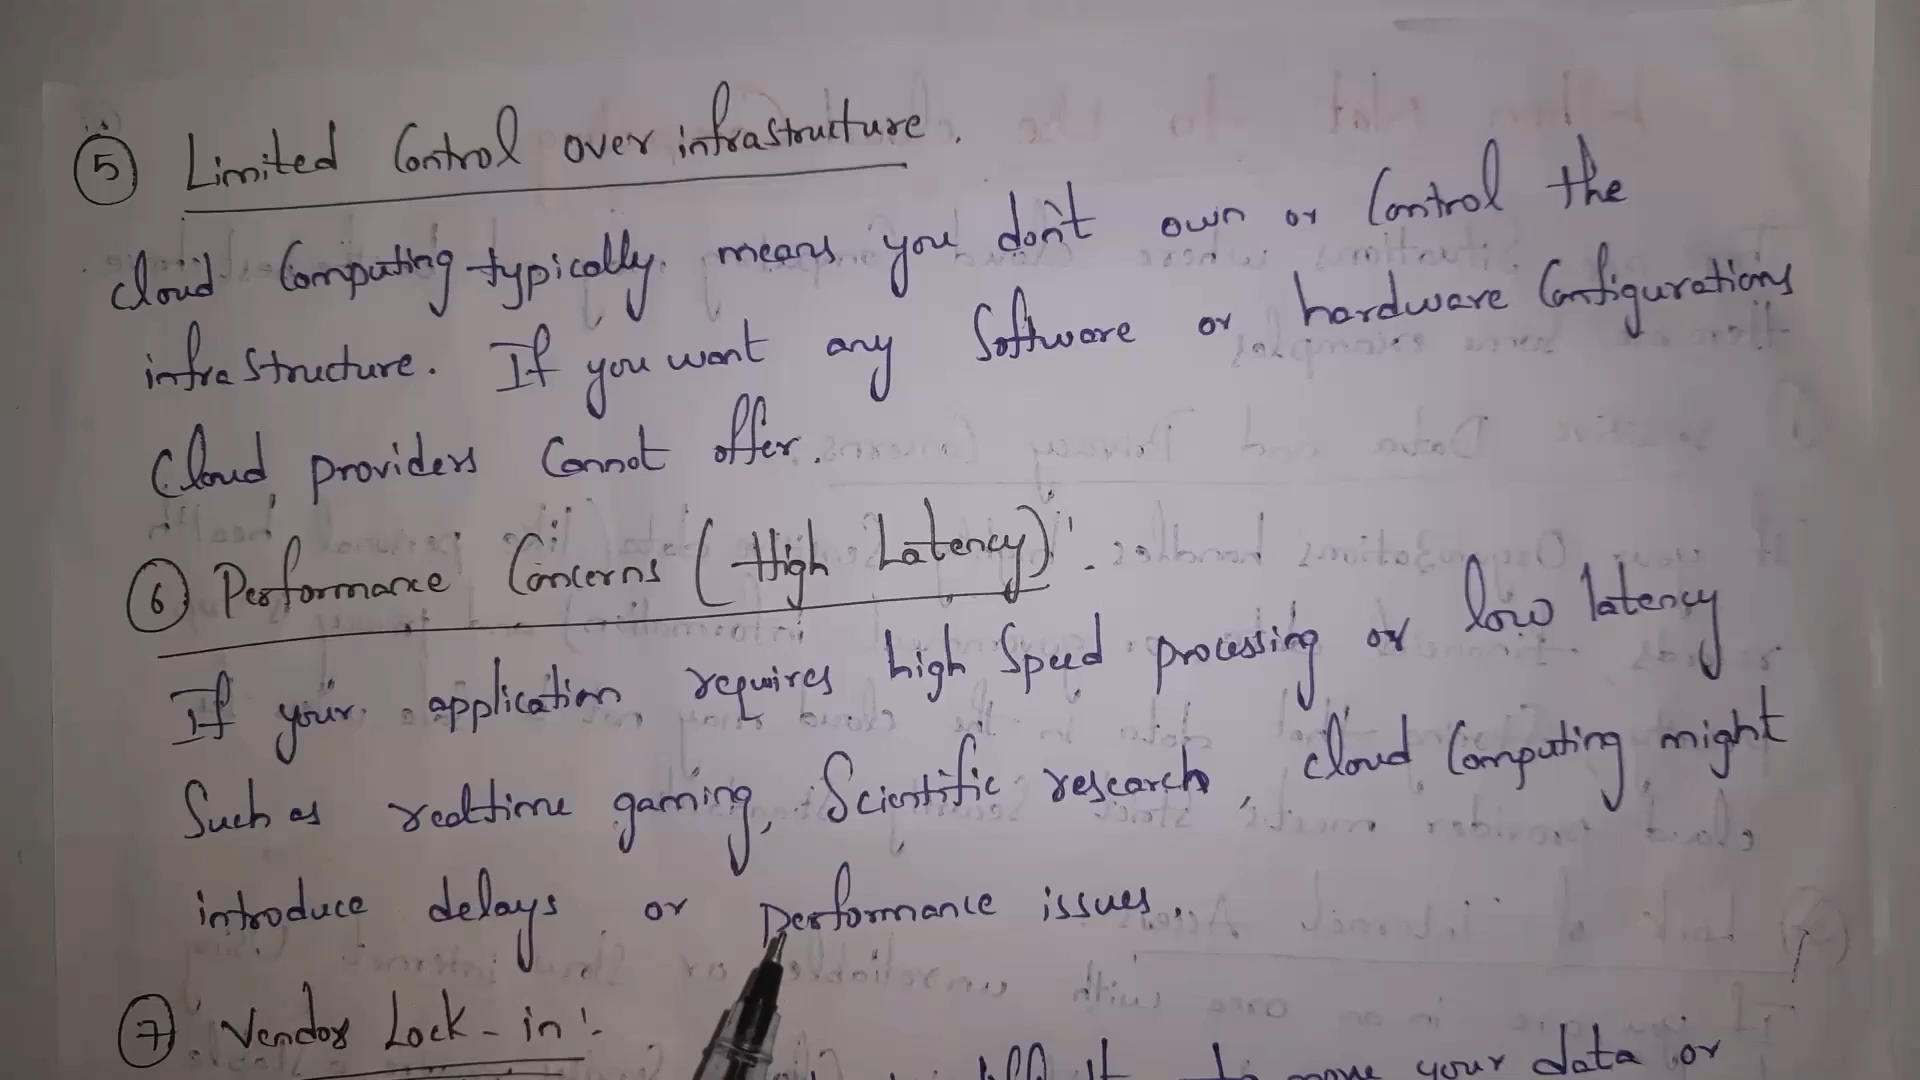 5 Limited Control over infrastructure.
Cloud Computing typically means you don't own or Control the
infrastructure. If you want any Software or hardware Configurations
Cloud providers Cannot offer.
6 Performance Concerns (High Latency):-
If your application requires high Speed processing or low latency
Such as realtime gaming, Scientific research, cloud Computing might
introduce delays or performance issues.
7 Vendor Lock-in:-
to move your data or